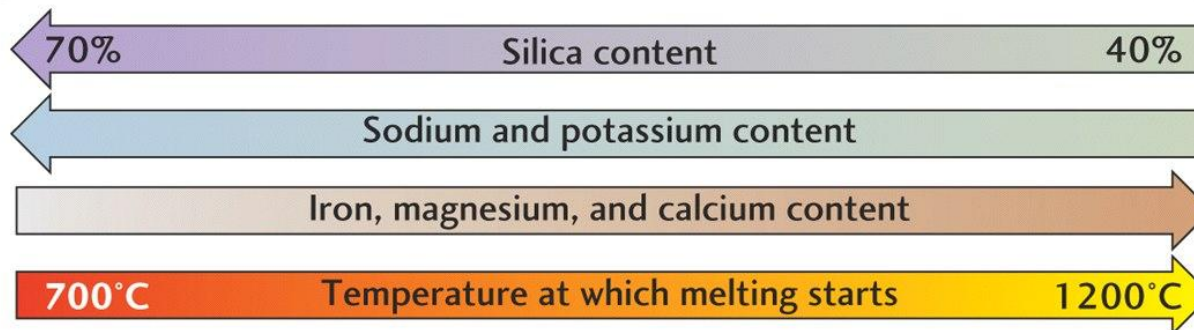 70% Silica content 40%
Sodium and potassium content
Iron, magnesium, and calcium content
700°C Temperature at which melting starts 1200°C